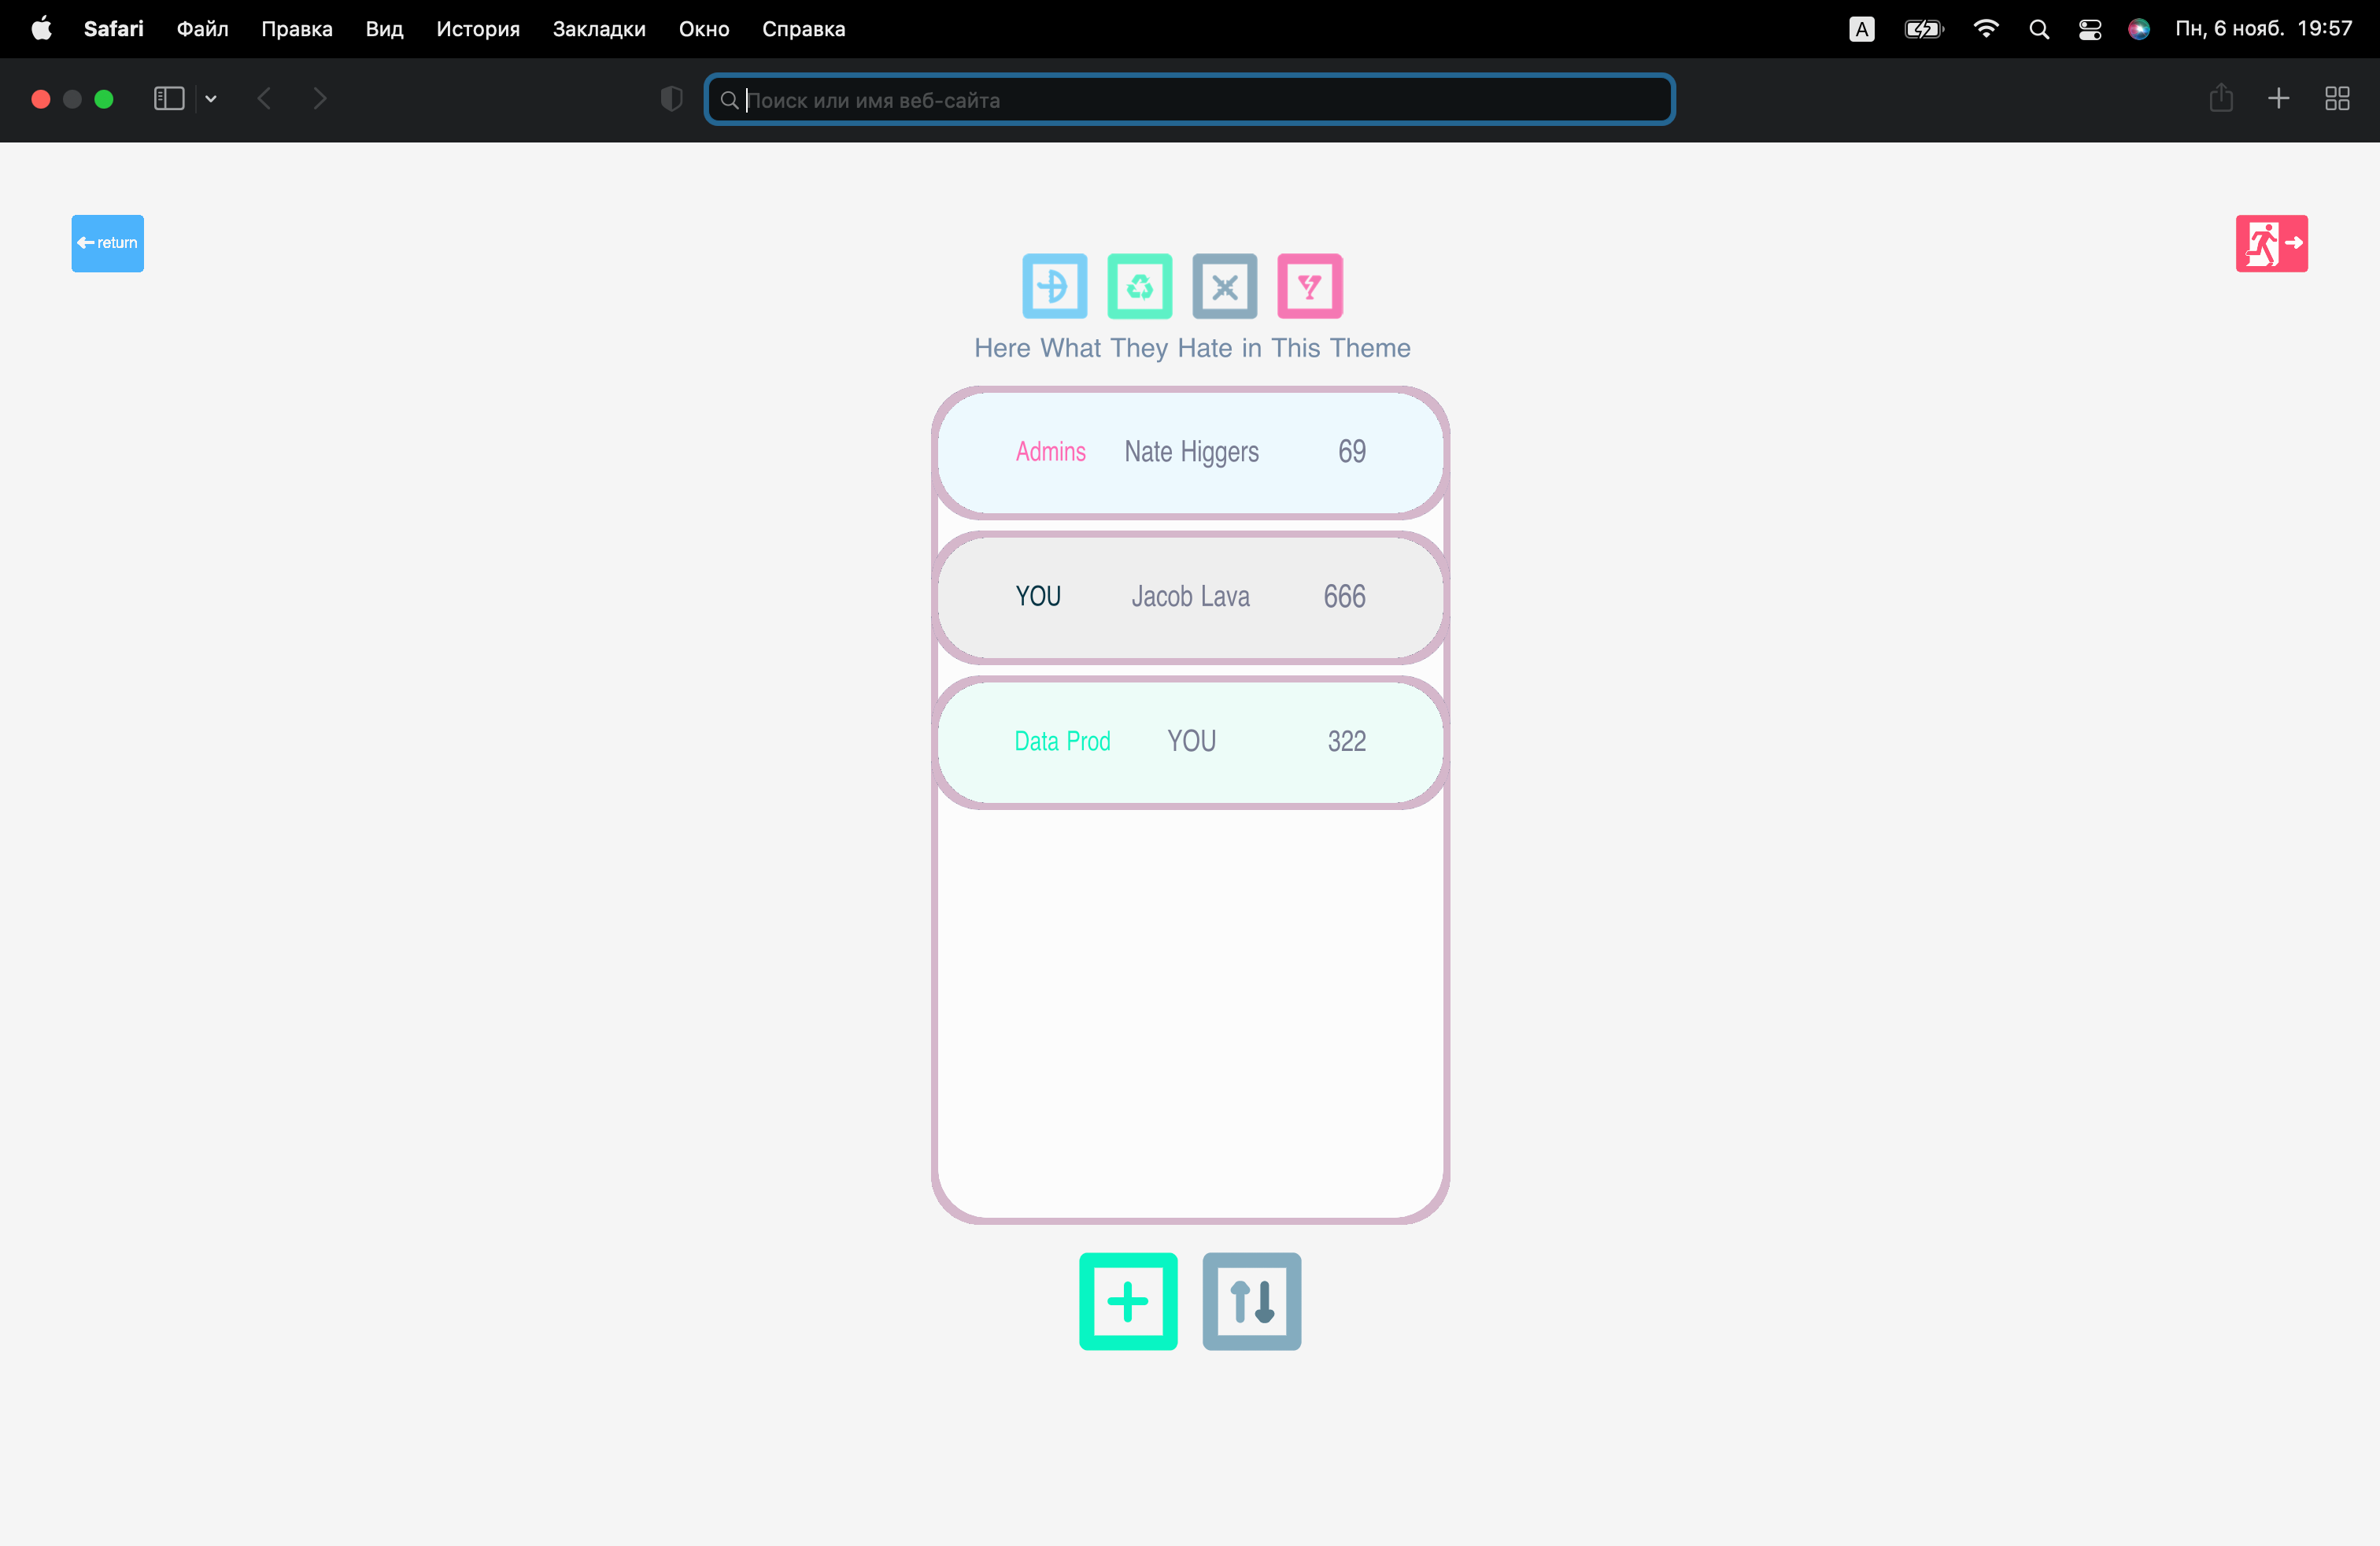 Safari Файл Правка Вид История Закладки Окно Справка A Пн, 6 нояб. 19:57
Поиск или имя веб-сайта
return
Here What They Hate in This Theme
Admins Nate Higgers 69
YOU Jacob Lava 666
Data Prod YOU 322